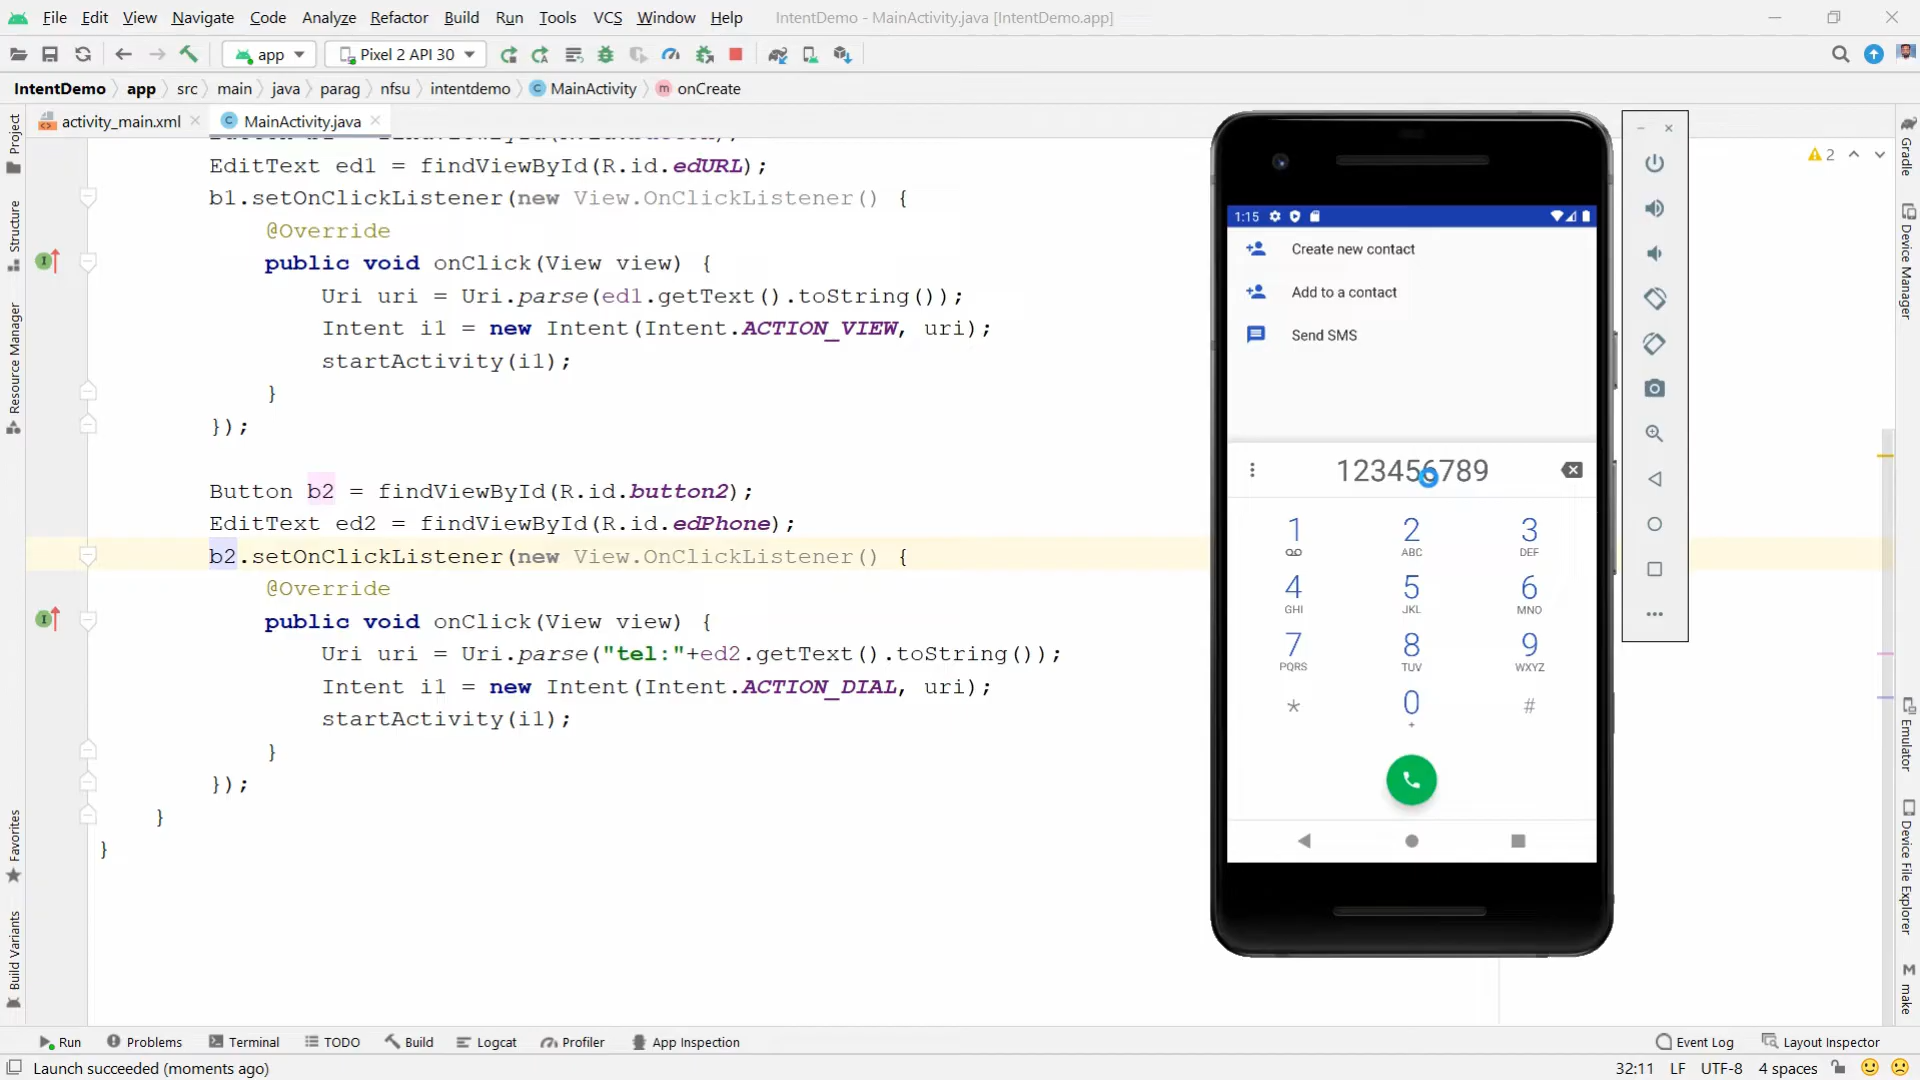 File Edit View Navigate Code Analyze Refactor Build Run Tools VCS Window Help IntentDemo - MainActivity.java [IntentDemo.app]
app Pixel 2 API 30
IntentDemo app src main java parag nfsu intentdemo MainActivity onCreate
activity_main.xml MainActivity.java
EditText ed1 = findViewById(R.id.edURL);
b1.setOnClickListener(new View.OnClickListener() {
@Override
public void onClick(View view) {
Uri uri = Uri.parse(ed1.getText().toString());
Intent i1 = new Intent(Intent.ACTION_VIEW, uri);
startActivity(i1);
}
});
Button b2 = findViewById(R.id.button2);
EditText ed2 = findViewById(R.id.edPhone);
b2.setOnClickListener(new View.OnClickListener() {
@Override
public void onClick(View view) {
Uri uri = Uri.parse("tel:"+ed2.getText().toString());
Intent i1 = new Intent(Intent.ACTION_DIAL, uri);
startActivity(i1);
}
});
}
}
2
1:15
Create new contact
Add to a contact
Send SMS
123456789
1 2 3
ABC DEF
4 5 6
GHI JKL MNO
7 8 9
PQRS TUV WXYZ
* 0 #
+
Project
Structure
Resource Manager
Favorites
Build Variants
Gradle
Device Manager
Emulator
Device File Explorer
make
Run Problems Terminal TODO Build Logcat Profiler App Inspection Event Log Layout Inspector
Launch succeeded (moments ago) 32:11 LF UTF-8 4 spaces